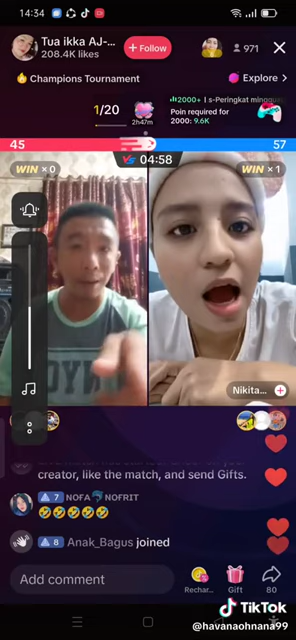 14:34
Tua ikka AJ-...
208.4K likes
+ Follow
971
Champions Tournament
Explore >
1/20
2h47m
2000+ | s-Peringkat minggua
Poin required for
2000: 9.6K
45
VS 04:58
57
WIN ×0
WIN ×1
Nikita... +
creator, like the match, and send Gifts.
7 NOFA🐬NOFRIT
🤣🤣🤣🤣🤣
8 Anak_Bagus joined
Add comment
Rechar...
Gift
80
TikTok
@havanaohnana99